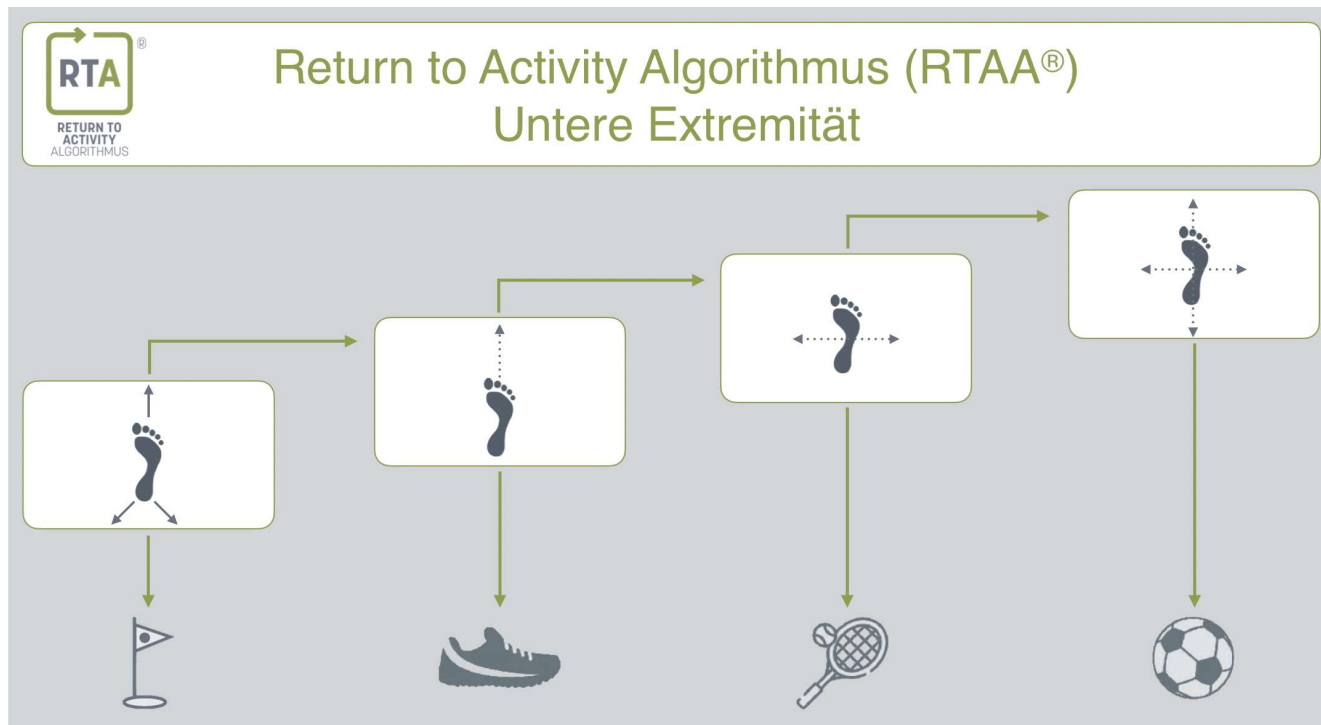 RTA
®
RETURN TO
ACTIVITY
ALGORITHMUS
Return to Activity Algorithmus (RTAA®)
Untere Extremität